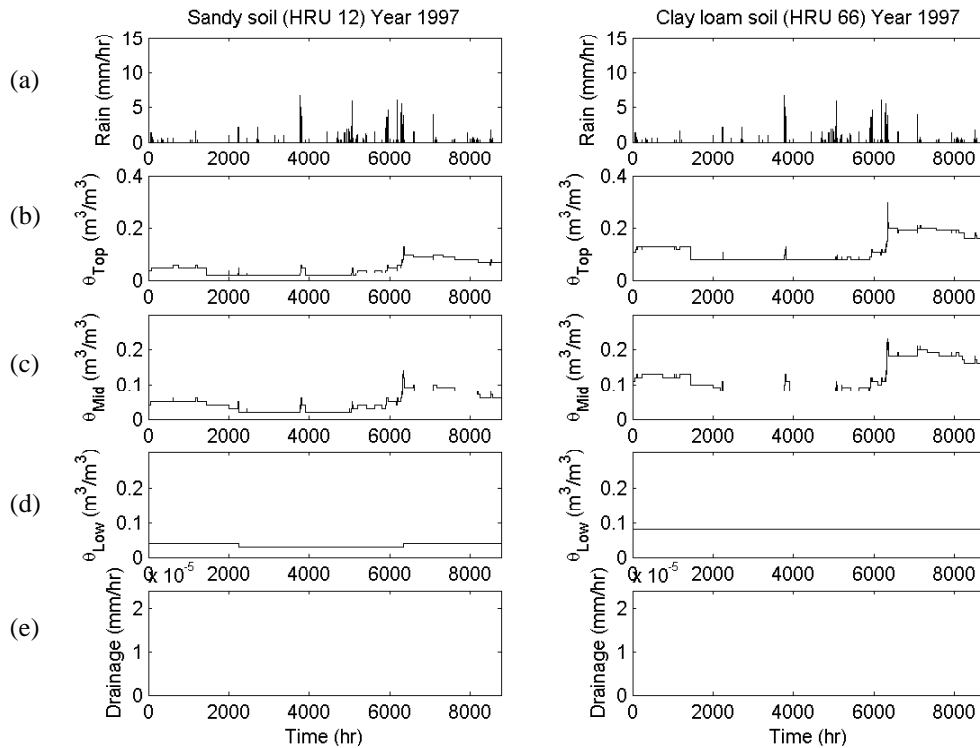 Sandy soil (HRU 12) Year 1997
Clay loam soil (HRU 66) Year 1997
(a)
Rain (mm/hr)
15
10
5
0
0 2000 4000 6000 8000
Rain (mm/hr)
15
10
5
0
0 2000 4000 6000 8000
(b)
θTop (m³/m³)
0.4
0.2
0
0 2000 4000 6000 8000
θTop (m³/m³)
0.4
0.2
0
0 2000 4000 6000 8000
(c)
θMid (m³/m³)
0.2
0.1
0
0 2000 4000 6000 8000
θMid (m³/m³)
0.2
0.1
0
0 2000 4000 6000 8000
(d)
θLow (m³/m³)
0.2
0.1
0
0 2000 4000 6000 8000
θLow (m³/m³)
0.2
0.1
0
0 2000 4000 6000 8000
(e)
x 10⁻⁵
Drainage (mm/hr)
2
1
0
0 2000 4000 6000 8000
Time (hr)
x 10⁻⁵
Drainage (mm/hr)
2
1
0
0 2000 4000 6000 8000
Time (hr)